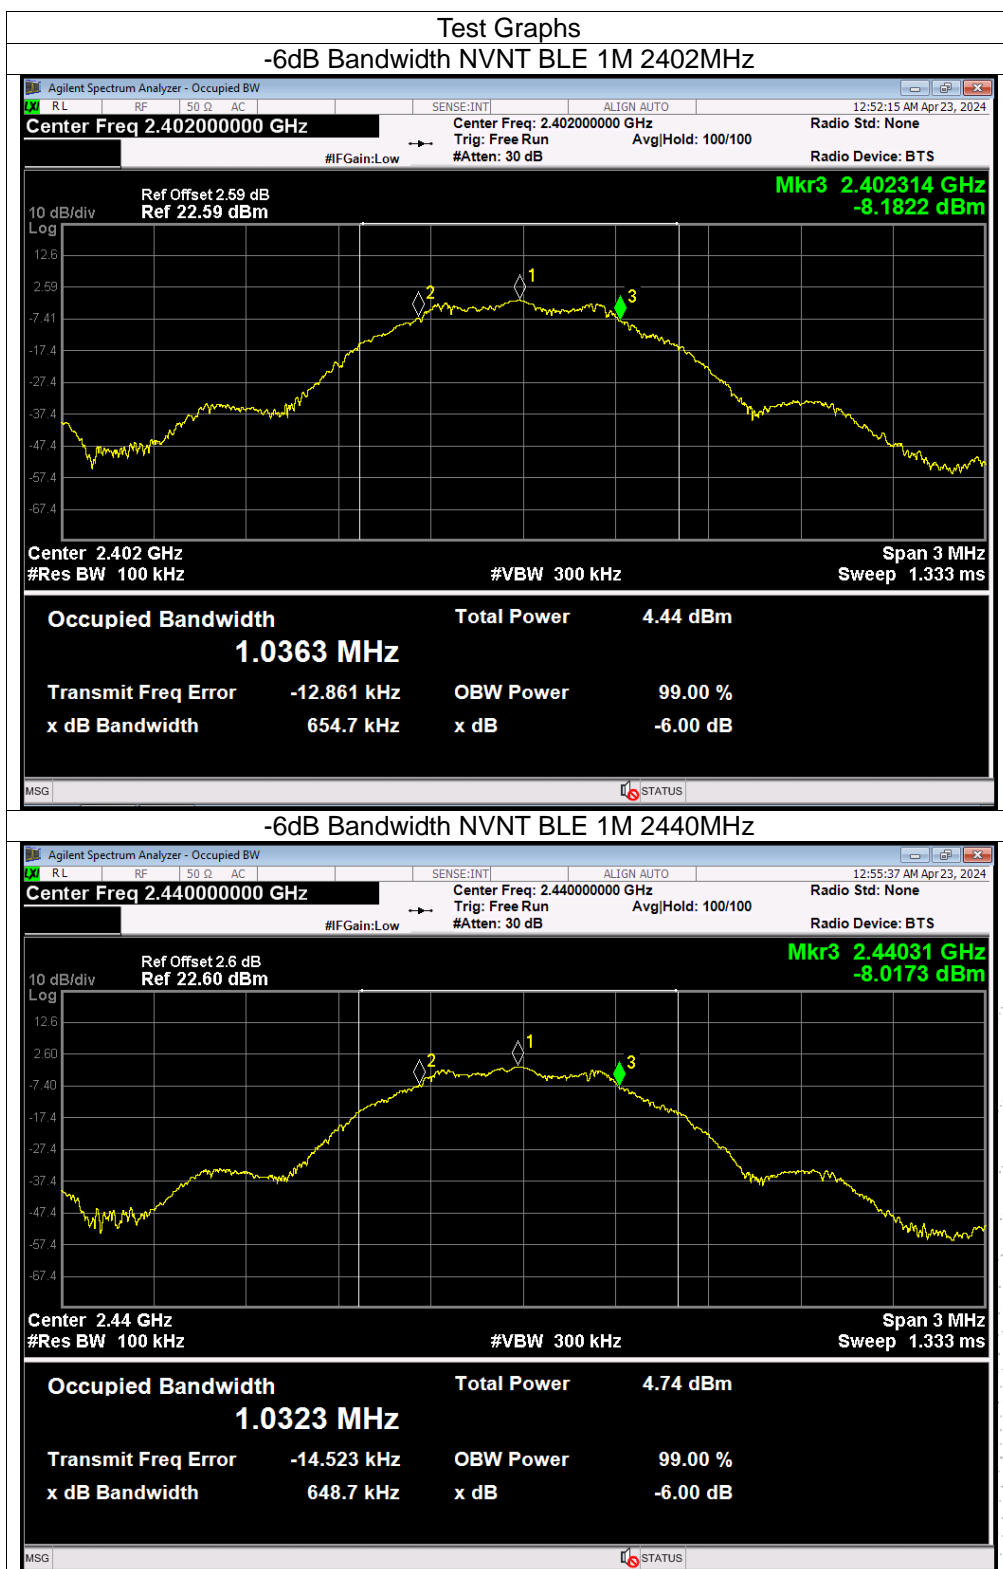 Test Graphs
-6dB Bandwidth NVNT BLE 1M 2402MHz
Agilent Spectrum Analyzer - Occupied BW
LXI RL RF 50 Ω AC SENSE:INT ALIGN AUTO 12:52:15 AM Apr 23, 2024
Center Freq 2.402000000 GHz Center Freq: 2.402000000 GHz Radio Std: None
Trig: Free Run Avg|Hold: 100/100
#IFGain:Low #Atten: 30 dB Radio Device: BTS
Mkr3 2.402314 GHz
Ref Offset 2.59 dB
10 dB/div Ref 22.59 dBm -8.1822 dBm
Log
12.6
1
2.59
2 3
-7.41
-17.4
-27.4
-37.4
-47.4
-57.4
-67.4
Center 2.402 GHz Span 3 MHz
#Res BW 100 kHz #VBW 300 kHz Sweep 1.333 ms
Occupied Bandwidth Total Power 4.44 dBm
1.0363 MHz
Transmit Freq Error -12.861 kHz OBW Power 99.00 %
x dB Bandwidth 654.7 kHz x dB -6.00 dB
MSG STATUS
-6dB Bandwidth NVNT BLE 1M 2440MHz
Agilent Spectrum Analyzer - Occupied BW
LXI RL RF 50 Ω AC SENSE:INT ALIGN AUTO 12:55:37 AM Apr 23, 2024
Center Freq 2.440000000 GHz Center Freq: 2.440000000 GHz Radio Std: None
Trig: Free Run Avg|Hold: 100/100
#IFGain:Low #Atten: 30 dB Radio Device: BTS
Mkr3 2.44031 GHz
Ref Offset 2.6 dB
10 dB/div Ref 22.60 dBm -8.0173 dBm
Log
12.6
1
2.60
2 3
-7.40
-17.4
-27.4
-37.4
-47.4
-57.4
-67.4
Center 2.44 GHz Span 3 MHz
#Res BW 100 kHz #VBW 300 kHz Sweep 1.333 ms
Occupied Bandwidth Total Power 4.74 dBm
1.0323 MHz
Transmit Freq Error -14.523 kHz OBW Power 99.00 %
x dB Bandwidth 648.7 kHz x dB -6.00 dB
MSG STATUS